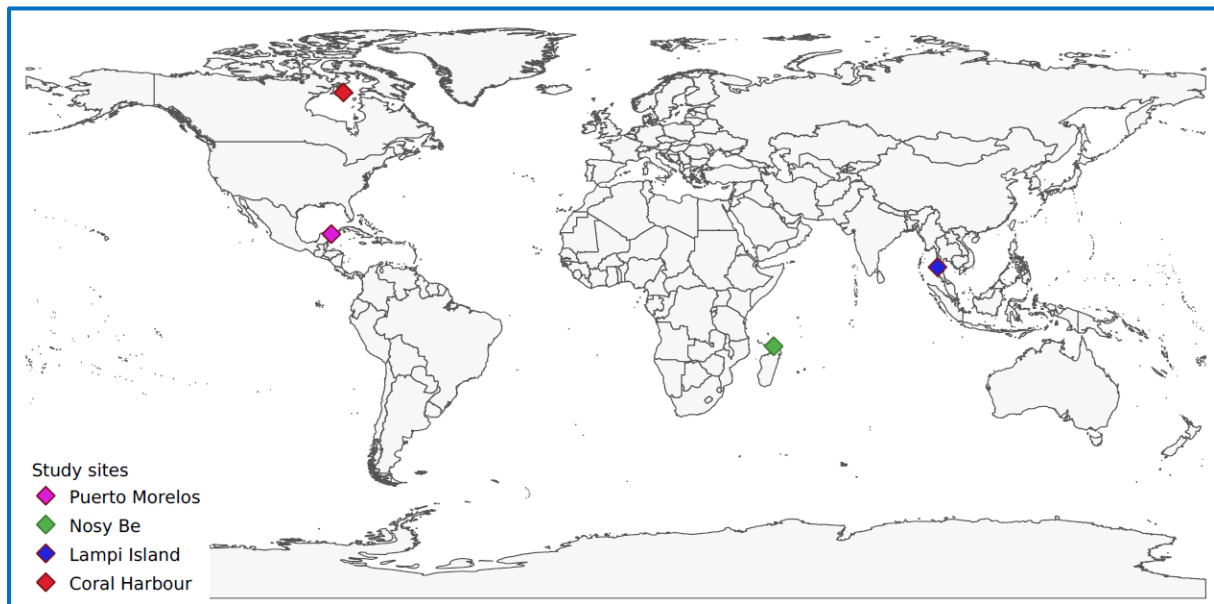 Study sites
Puerto Morelos
Nosy Be
Lampi Island
Coral Harbour